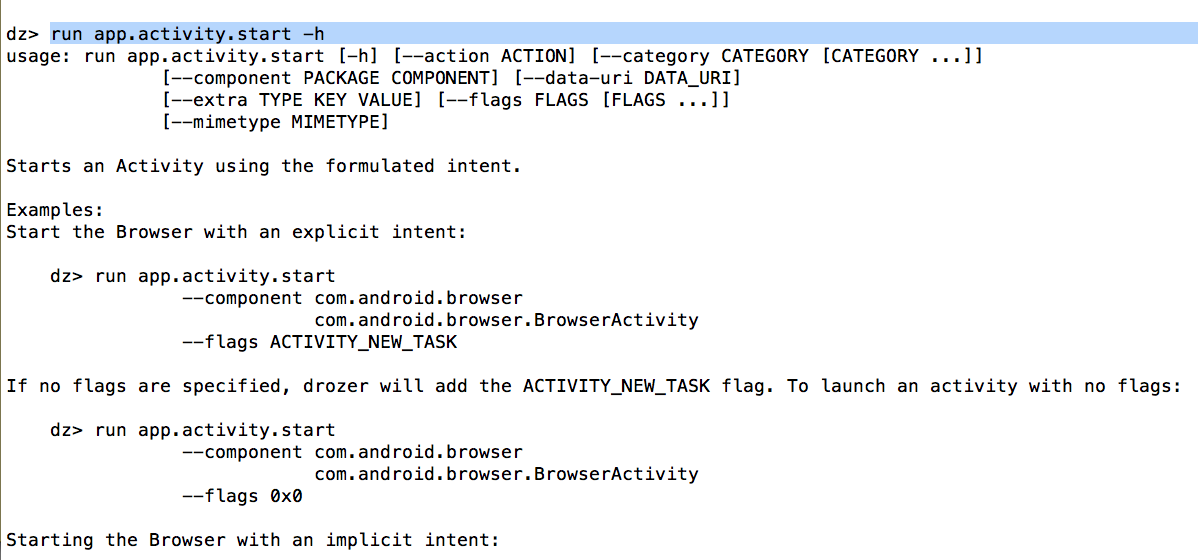 dz> run app.activity.start -h
usage: run app.activity.start [-h] [--action ACTION] [--category CATEGORY [CATEGORY ...]]
[--component PACKAGE COMPONENT] [--data-uri DATA_URI]
[--extra TYPE KEY VALUE] [--flags FLAGS [FLAGS ...]]
[--mimetype MIMETYPE]
Starts an Activity using the formulated intent.
Examples:
Start the Browser with an explicit intent:
dz> run app.activity.start
--component com.android.browser
com.android.browser.BrowserActivity
--flags ACTIVITY_NEW_TASK
If no flags are specified, drozer will add the ACTIVITY_NEW_TASK flag. To launch an activity with no flags:
dz> run app.activity.start
--component com.android.browser
com.android.browser.BrowserActivity
--flags 0x0
Starting the Browser with an implicit intent: